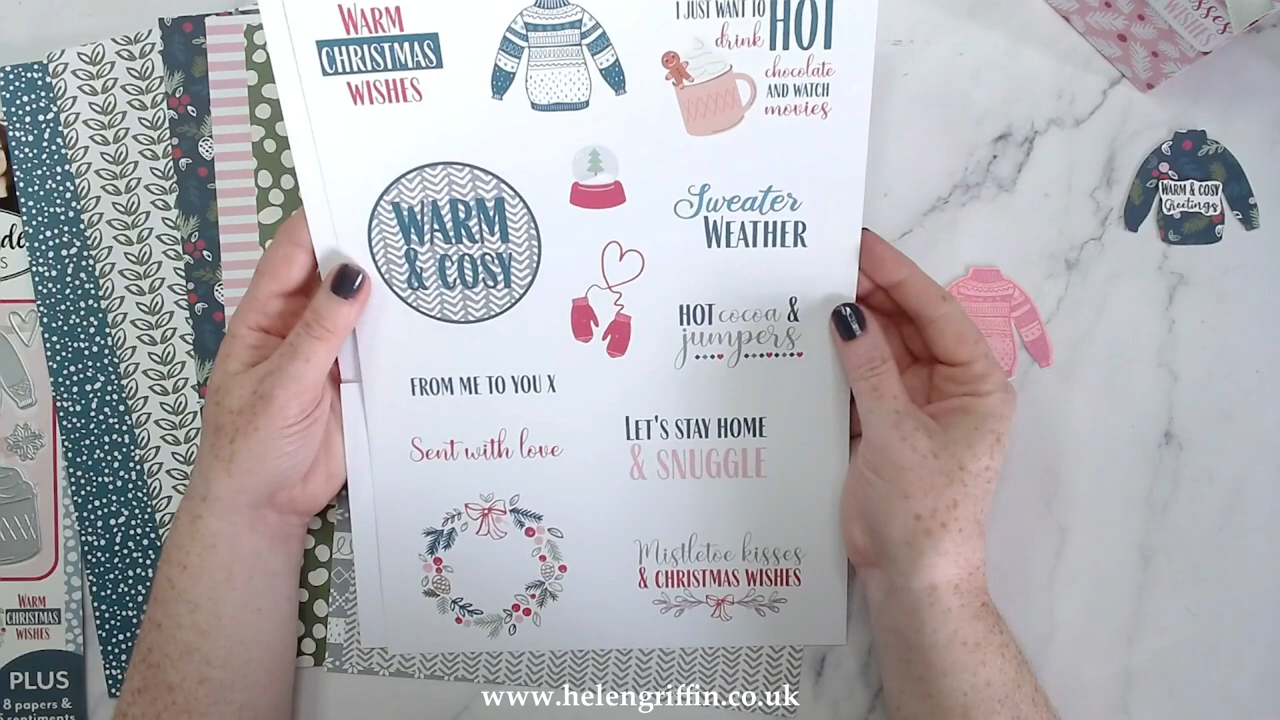 WARM
CHRISTMAS
WISHES
I JUST WANT TO
drink HOT
chocolate
AND WATCH
movies
WARM
& COSY
Sweater
WEATHER
HOT cocoa &
jumpers
FROM ME TO YOU X
Sent with love
LET'S STAY HOME
& SNUGGLE
Mistletoe kisses
& CHRISTMAS WISHES
WARM & COSY
Greetings
WISHES
WARM
CHRISTMAS
WISHES
PLUS
8 papers &
sentiments
www.helengriffin.co.uk